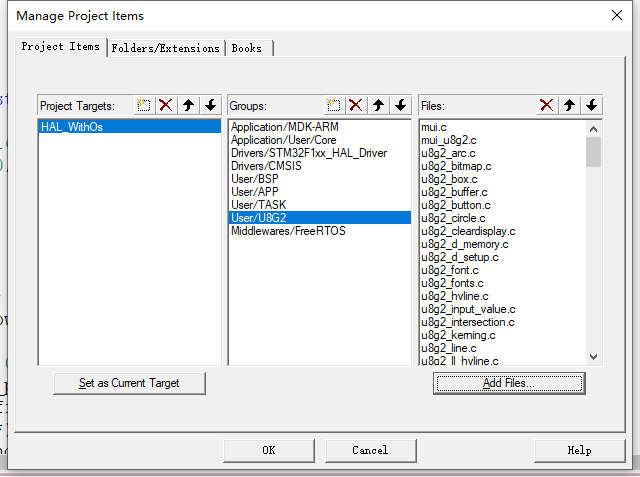 Manage Project Items
Project Items Folders/Extensions Books
Project Targets: Groups: Files:
HAL_WithOs
Application/MDK-ARM
Application/User/Core
Drivers/STM32F1xx_HAL_Driver
Drivers/CMSIS
User/BSP
User/APP
User/TASK
User/U8G2
Middlewares/FreeRTOS
mui.c
mui_u8g2.c
u8g2_arc.c
u8g2_bitmap.c
u8g2_box.c
u8g2_buffer.c
u8g2_button.c
u8g2_circle.c
u8g2_cleardisplay.c
u8g2_d_memory.c
u8g2_d_setup.c
u8g2_font.c
u8g2_fonts.c
u8g2_hvline.c
u8g2_input_value.c
u8g2_intersection.c
u8g2_kerning.c
u8g2_line.c
u8g2_ll_hvline.c
Set as Current Target
Add Files...
OK Cancel Help